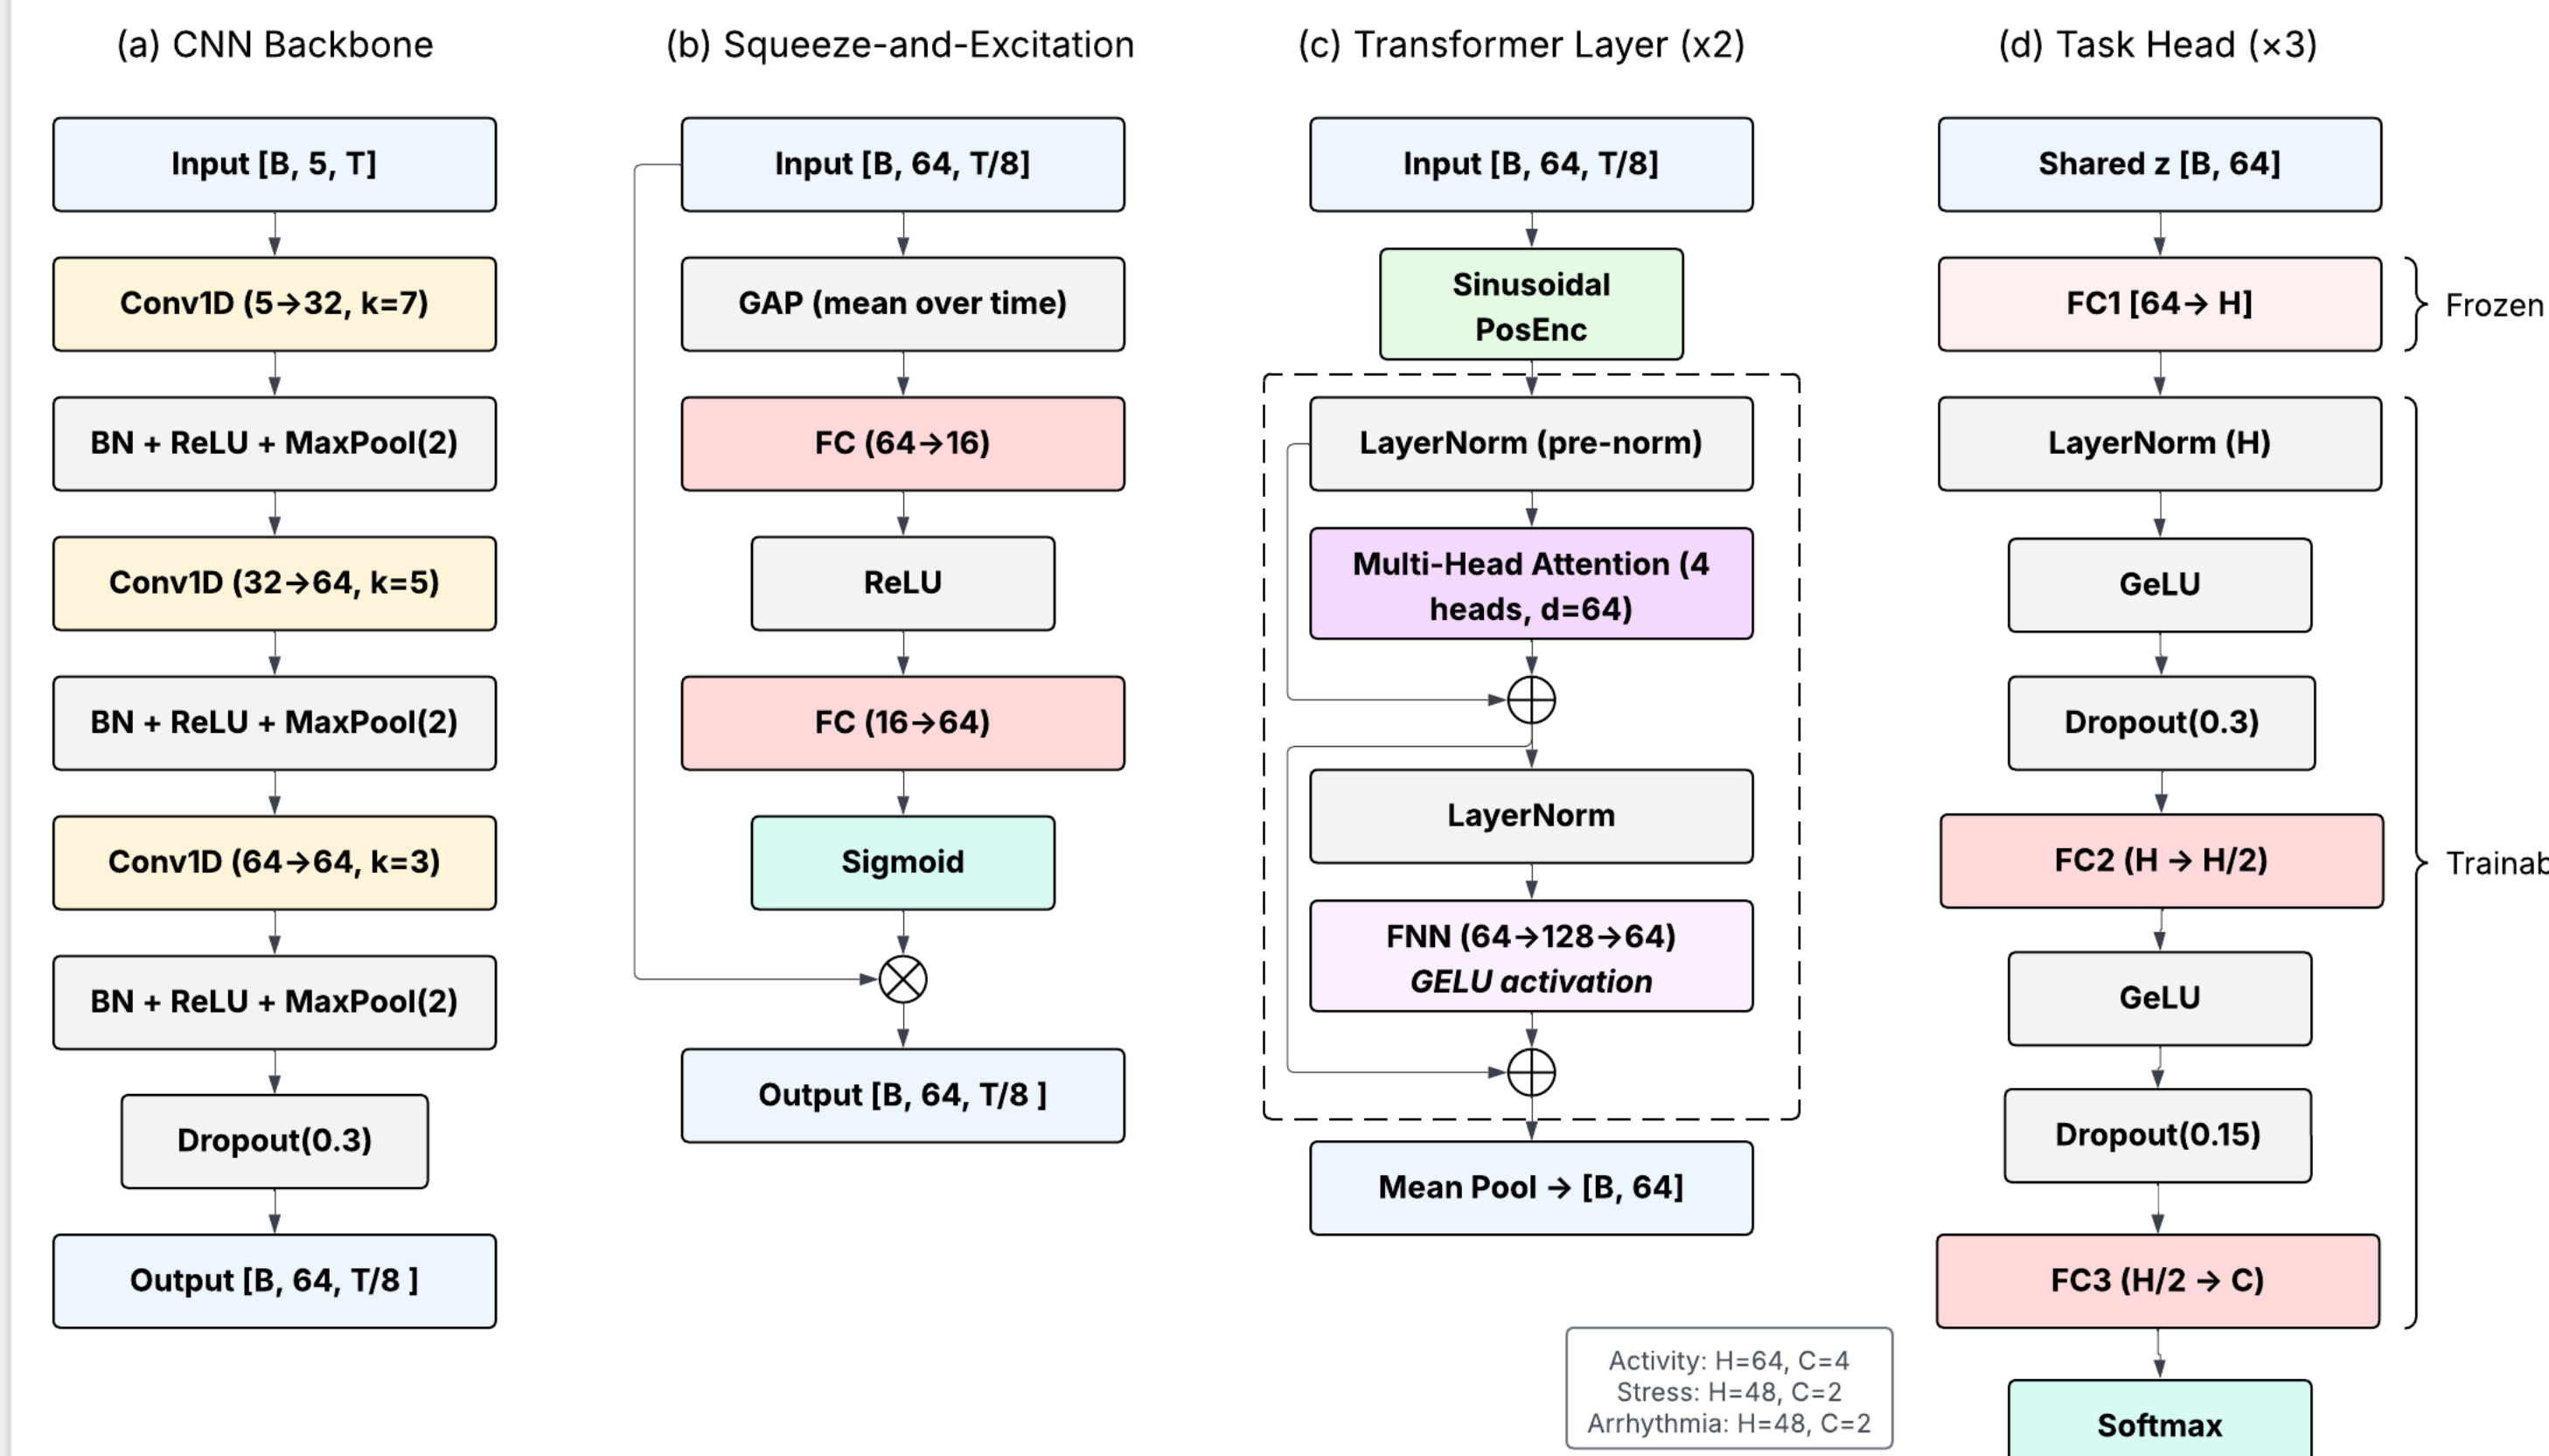 (a) CNN Backbone
Input [B, 5, T]
Conv1D (5→32, k=7)
BN + ReLU + MaxPool(2)
Conv1D (32→64, k=5)
BN + ReLU + MaxPool(2)
Conv1D (64→64, k=3)
BN + ReLU + MaxPool(2)
Dropout(0.3)
Output [B, 64, T/8 ]
(b) Squeeze-and-Excitation
Input [B, 64, T/8]
GAP (mean over time)
FC (64→16)
ReLU
FC (16→64)
Sigmoid
Output [B, 64, T/8 ]
(c) Transformer Layer (x2)
Input [B, 64, T/8]
Sinusoidal
PosEnc
LayerNorm (pre-norm)
Multi-Head Attention (4
heads, d=64)
LayerNorm
FNN (64→128→64)
GELU activation
Mean Pool → [B, 64]
(d) Task Head (×3)
Shared z [B, 64]
FC1 [64→ H]
Frozen
LayerNorm (H)
GeLU
Dropout(0.3)
FC2 (H → H/2)
Trainab
GeLU
Dropout(0.15)
FC3 (H/2 → C)
Softmax
Activity: H=64, C=4
Stress: H=48, C=2
Arrhythmia: H=48, C=2